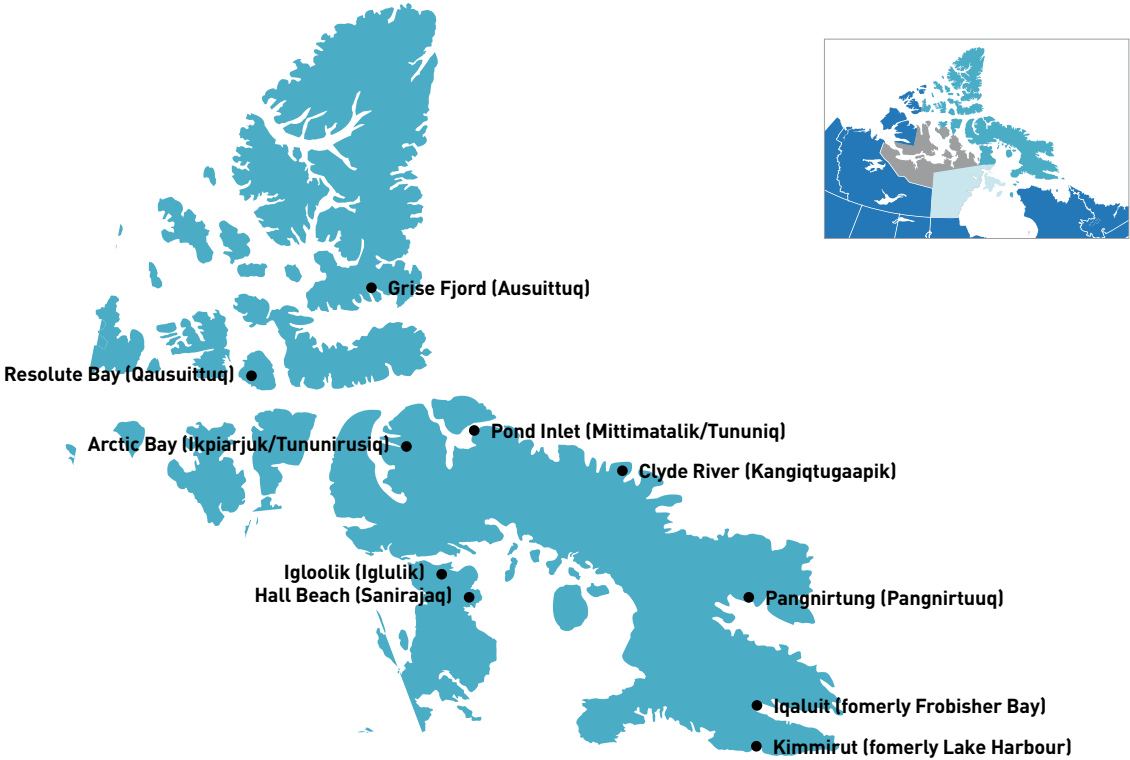 Grise Fjord (Ausuittuq)
Resolute Bay (Qausuittuq)
Pond Inlet (Mittimatalik/Tununiq)
Arctic Bay (Ikpiarjuk/Tununirusiq)
Clyde River (Kangiqtugaapik)
Igloolik (Iglulik)
Hall Beach (Sanirajaq)
Pangnirtung (Pangnirtuuq)
Iqaluit (fomerly Frobisher Bay)
Kimmirut (fomerly Lake Harbour)